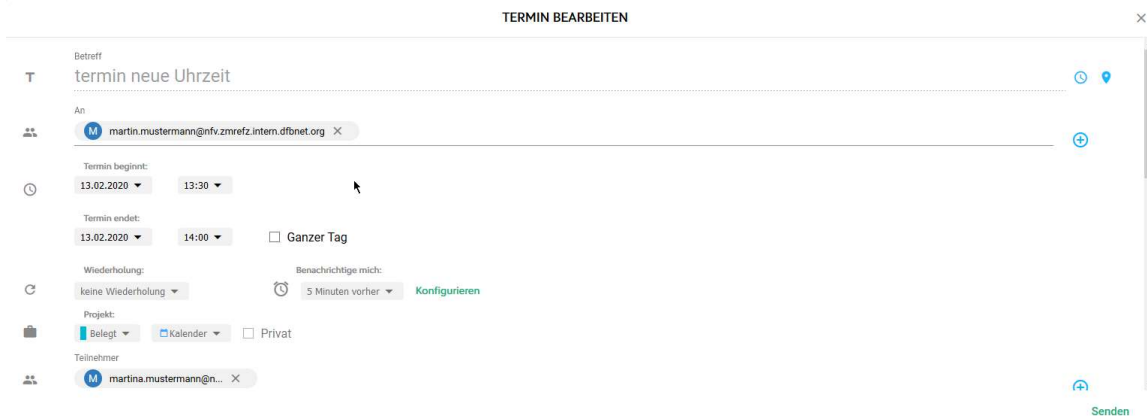 TERMIN BEARBEITEN
Betreff
termin neue Uhrzeit
An
M martin.mustermann@nfv.zmrefz.intern.dfbnet.org
Termin beginnt:
13.02.2020 13:30
Termin endet:
13.02.2020 14:00 Ganzer Tag
Wiederholung: Benachrichtige mich:
keine Wiederholung 5 Minuten vorher Konfigurieren
Projekt:
Belegt Kalender Privat
Teilnehmer
M martina.mustermann@n...
Senden